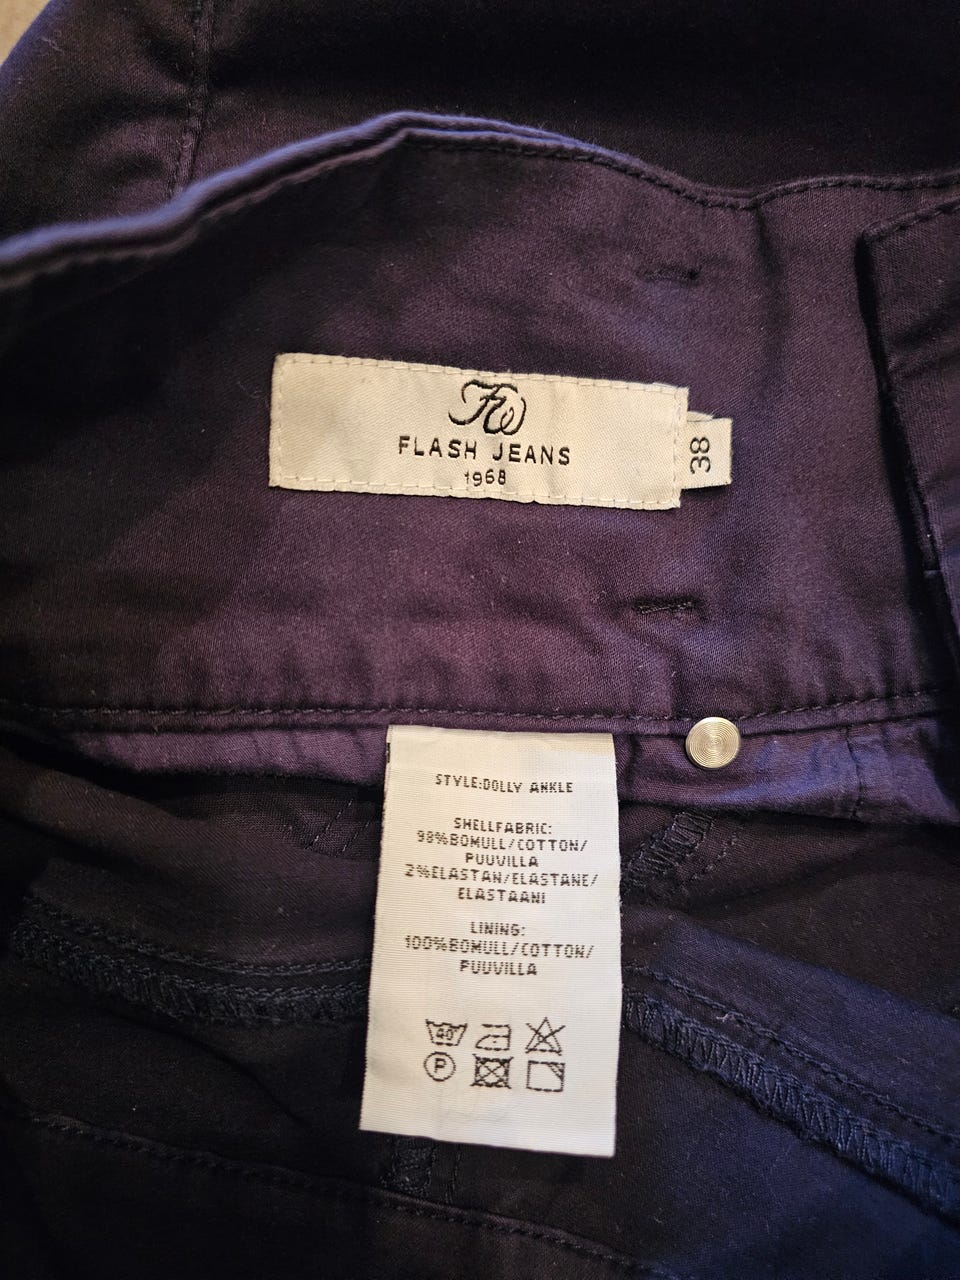 FW
FLASH JEANS
1968
38
STYLE:DOLLY ANKLE
SHELLFABRIC:
98%BOMULL/COTTON/
PUUVILLA
2%ELASTAN/ELASTANE/
ELASTAANI
LINING:
100%BOMULL/COTTON/
PUUVILLA
40
P